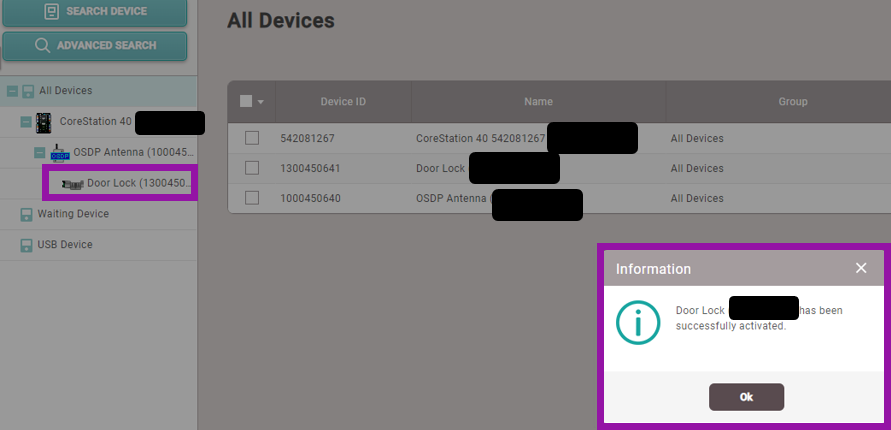 SEARCH DEVICE
ADVANCED SEARCH
All Devices
CoreStation 40
OSDP
OSDP Antenna (100045...
Door Lock (1300450...
Waiting Device
USB Device
All Devices
Device ID Name Group
542081267 CoreStation 40 542081267 All Devices
1300450641 Door Lock All Devices
1000450640 OSDP Antenna ( All Devices
Information
Door Lock has been
successfully activated.
Ok